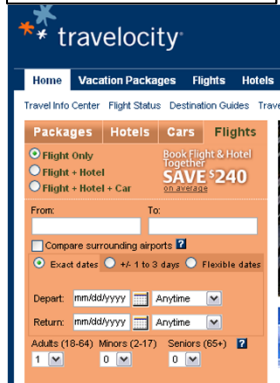 travelocity
Home Vacation Packages Flights Hotels
Travel Info Center Flight Status Destination Guides Trave
Packages Hotels Cars Flights
Flight Only
Flight + Hotel
Flight + Hotel + Car
Book Flight & Hotel
Together
SAVE $240
on average
From: To:
Compare surrounding airports ?
Exact dates +/- 1 to 3 days Flexible dates
Depart: mm/dd/yyyy Anytime
Return: mm/dd/yyyy Anytime
Adults (18-64) Minors (2-17) Seniors (65+) ?
1 0 0